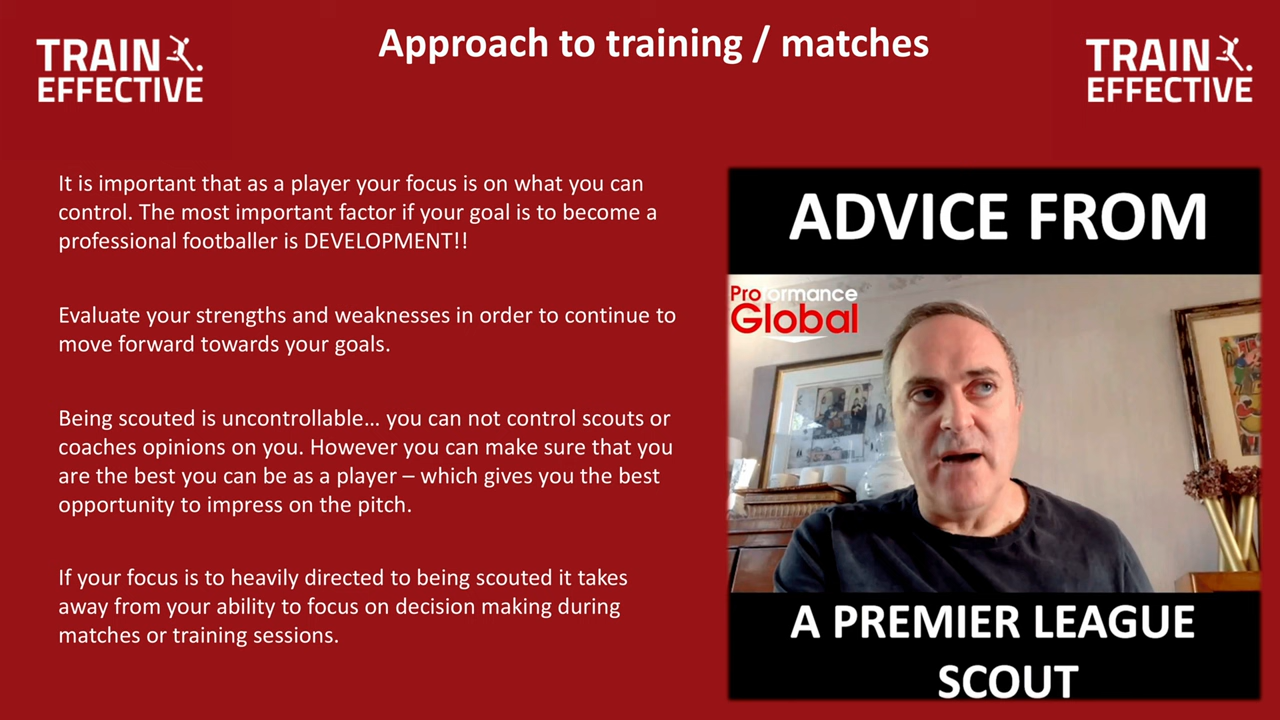 TRAIN
EFFECTIVE
Approach to training / matches
TRAIN
EFFECTIVE
It is important that as a player your focus is on what you can
control. The most important factor if your goal is to become a
professional footballer is DEVELOPMENT!!
Evaluate your strengths and weaknesses in order to continue to
move forward towards your goals.
Being scouted is uncontrollable... you can not control scouts or
coaches opinions on you. However you can make sure that you
are the best you can be as a player – which gives you the best
opportunity to impress on the pitch.
If your focus is to heavily directed to being scouted it takes
away from your ability to focus on decision making during
matches or training sessions.
ADVICE FROM
Proformance
Global
A PREMIER LEAGUE
SCOUT